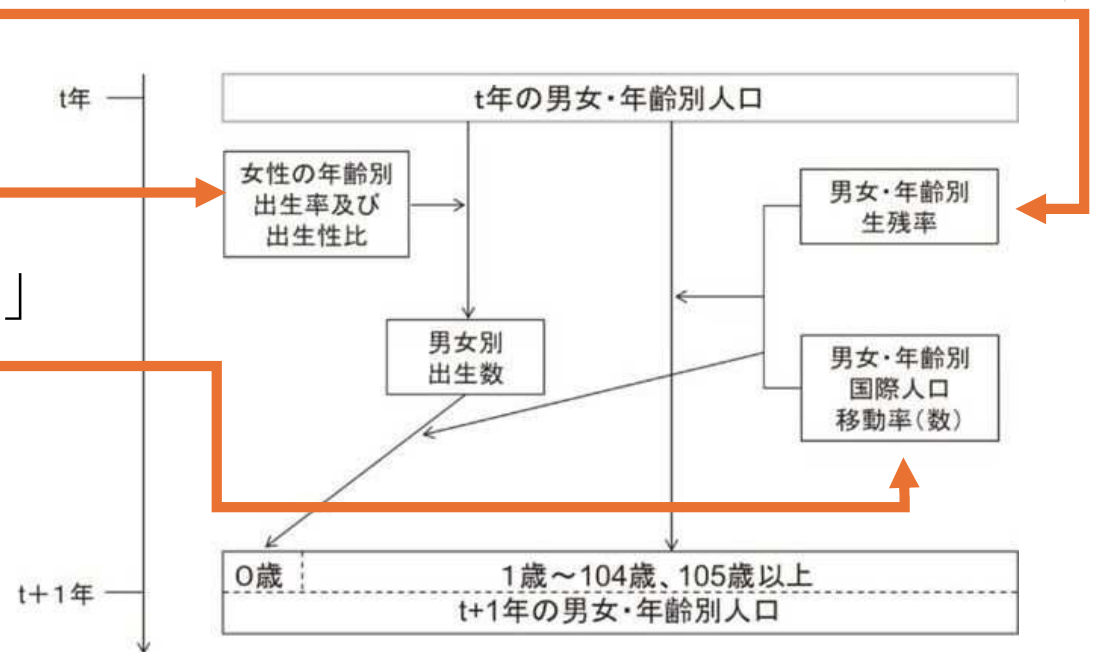 t年
t年の男女・年齢別人口
女性の年齢別
出生率及び
出生性比
男女・年齢別
生残率
」
男女別
出生数
男女・年齢別
国際人口
移動率(数)
0歳
1歳～104歳、105歳以上
t+1年
t+1年の男女・年齢別人口